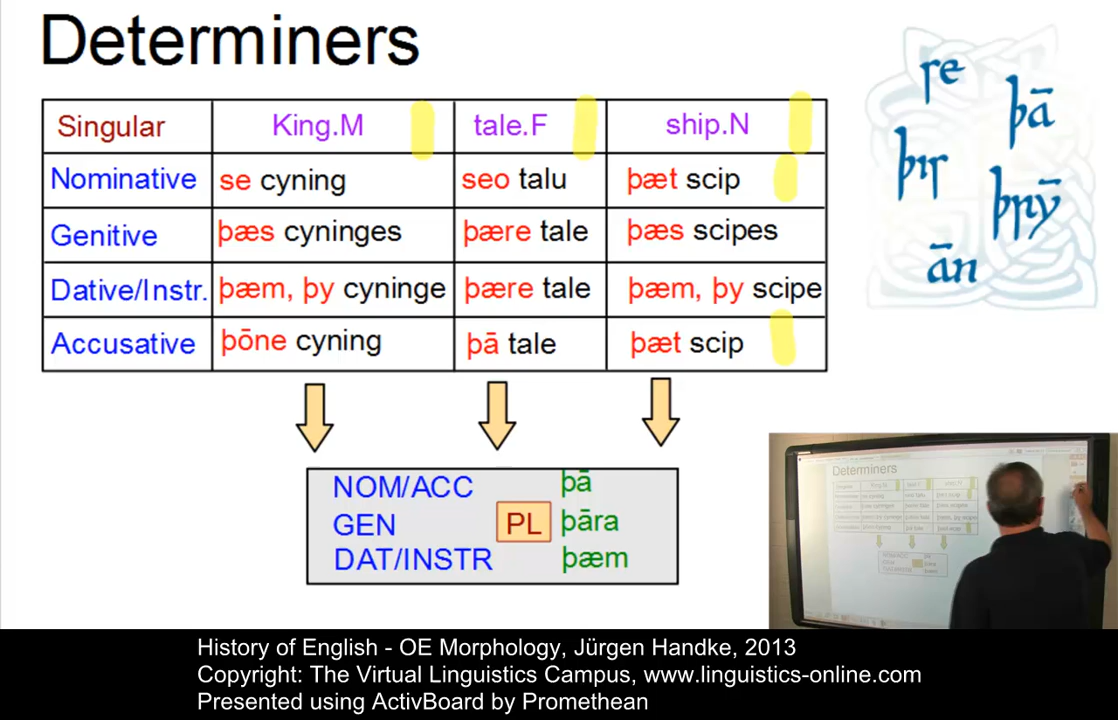 Determiners
Singular King.M tale.F ship.N
Nominative se cyning seo talu þæt scip
Genitive þæs cyninges þære tale þæs scipes
Dative/Instr. þæm, þy cyninge þære tale þæm, þy scipe
Accusative þōne cyning þā tale þæt scip
NOM/ACC þā
GEN PL þāra
DAT/INSTR þæm
þā
ān
Determiners
History of English - OE Morphology, Jürgen Handke, 2013
Copyright: The Virtual Linguistics Campus, www.linguistics-online.com
Presented using ActivBoard by Promethean